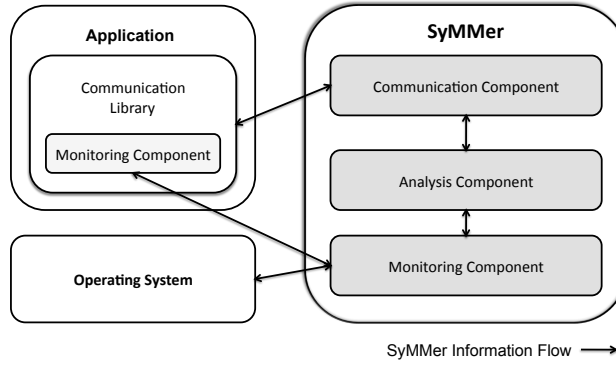 Application
Communication
Library
Monitoring Component
Operating System
SyMMer
Communication Component
Analysis Component
Monitoring Component
SyMMer Information Flow